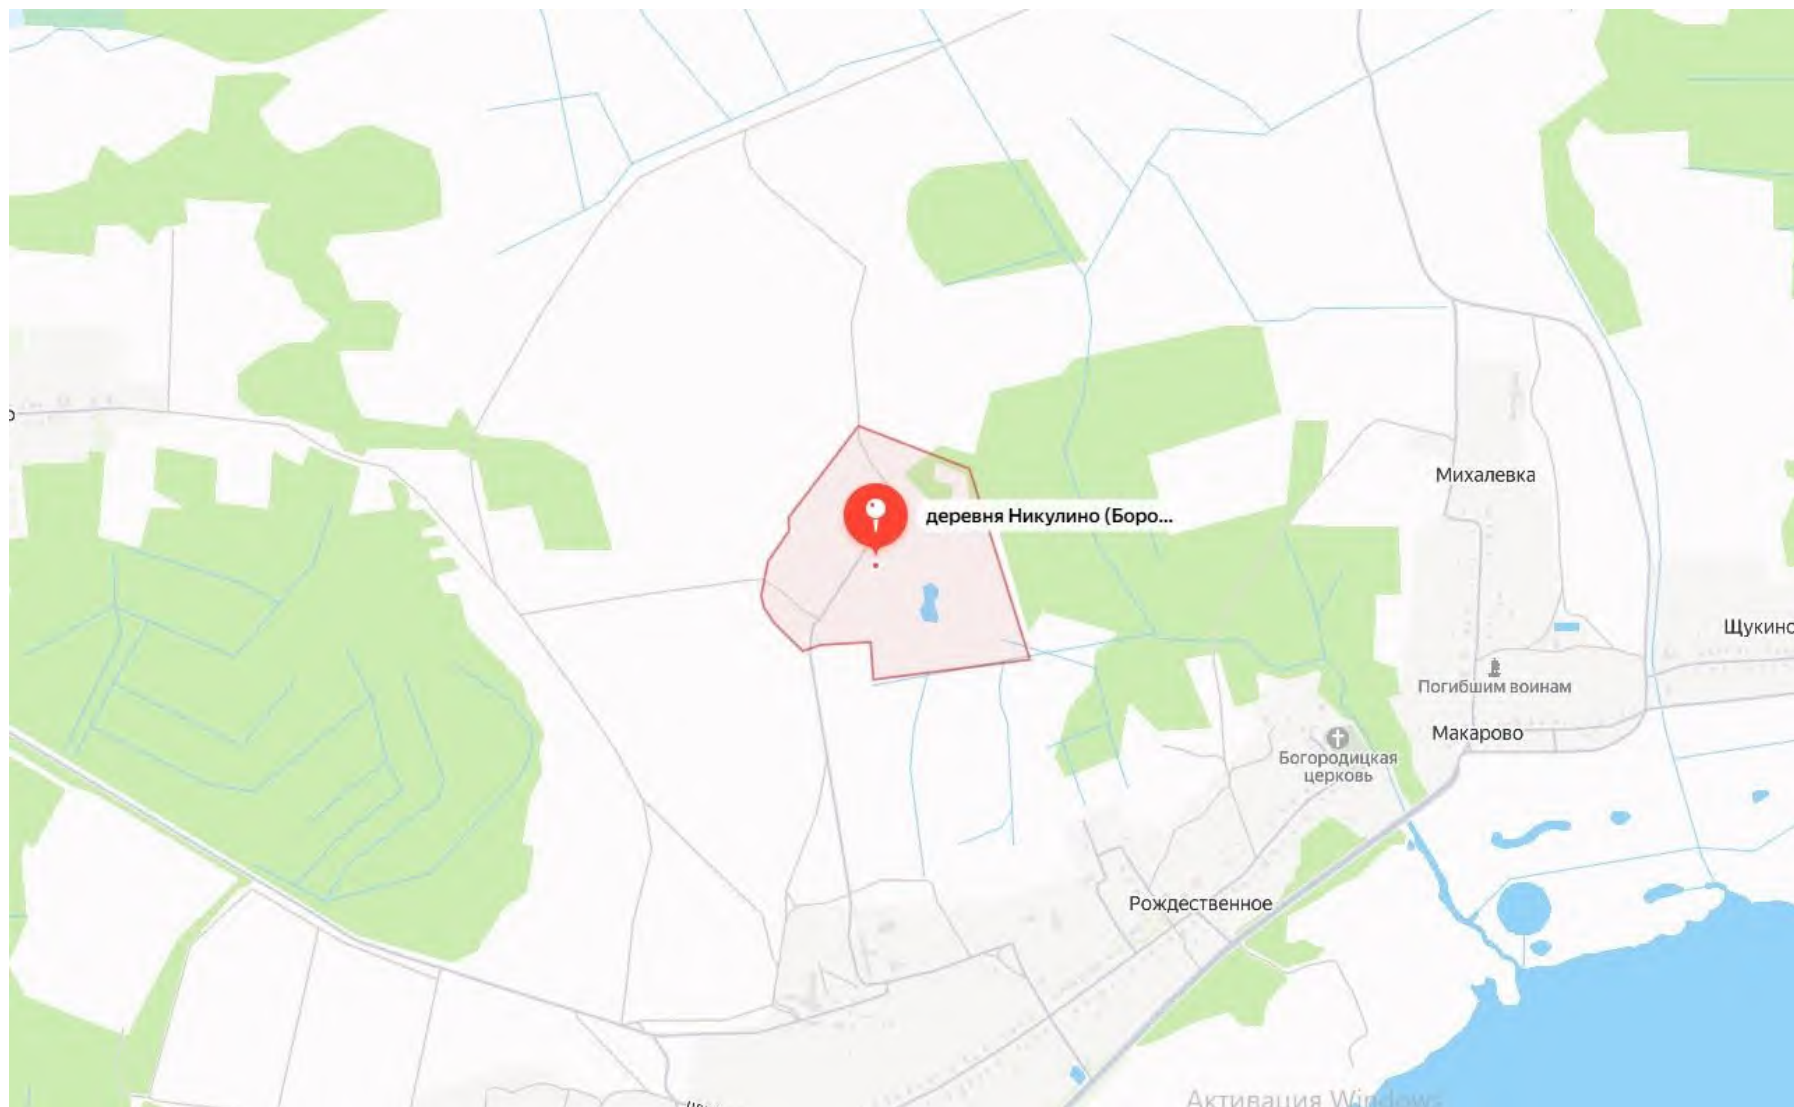 Михалевка
деревня Никулино (Боро...
Щукино
Погибшим воинам
Макарово
Богородицкая
церковь
Рождественное
Активация Windows